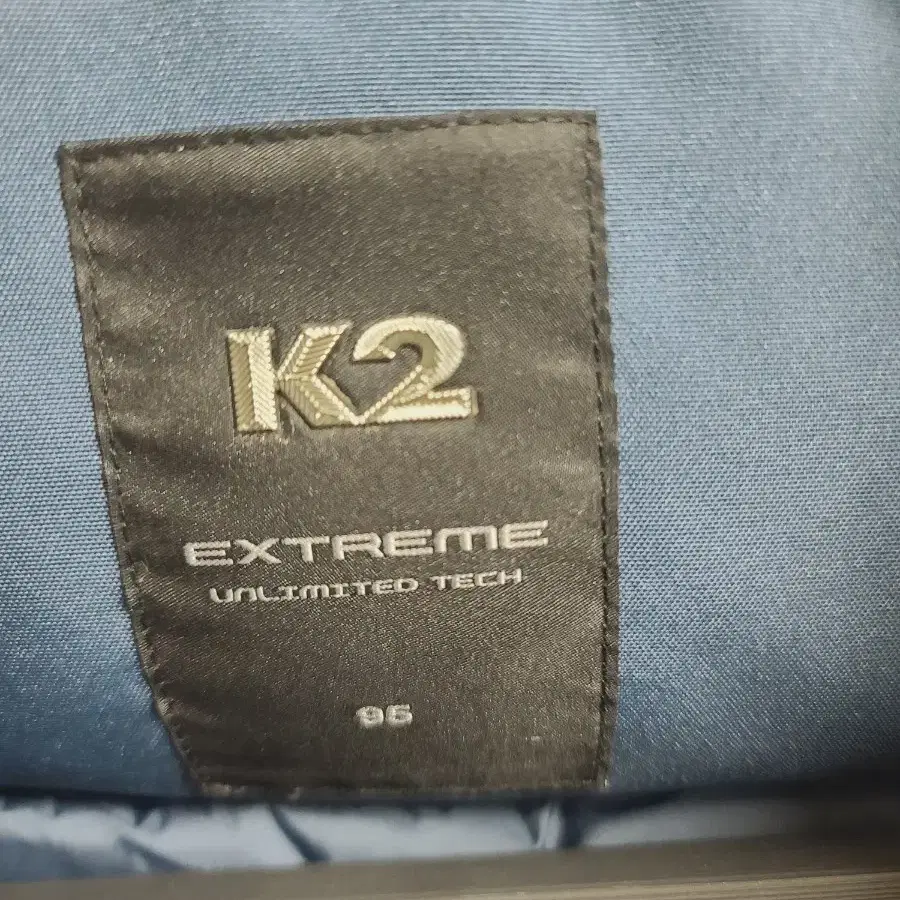 K2
EXTREME
UNLIMITED TECH
95